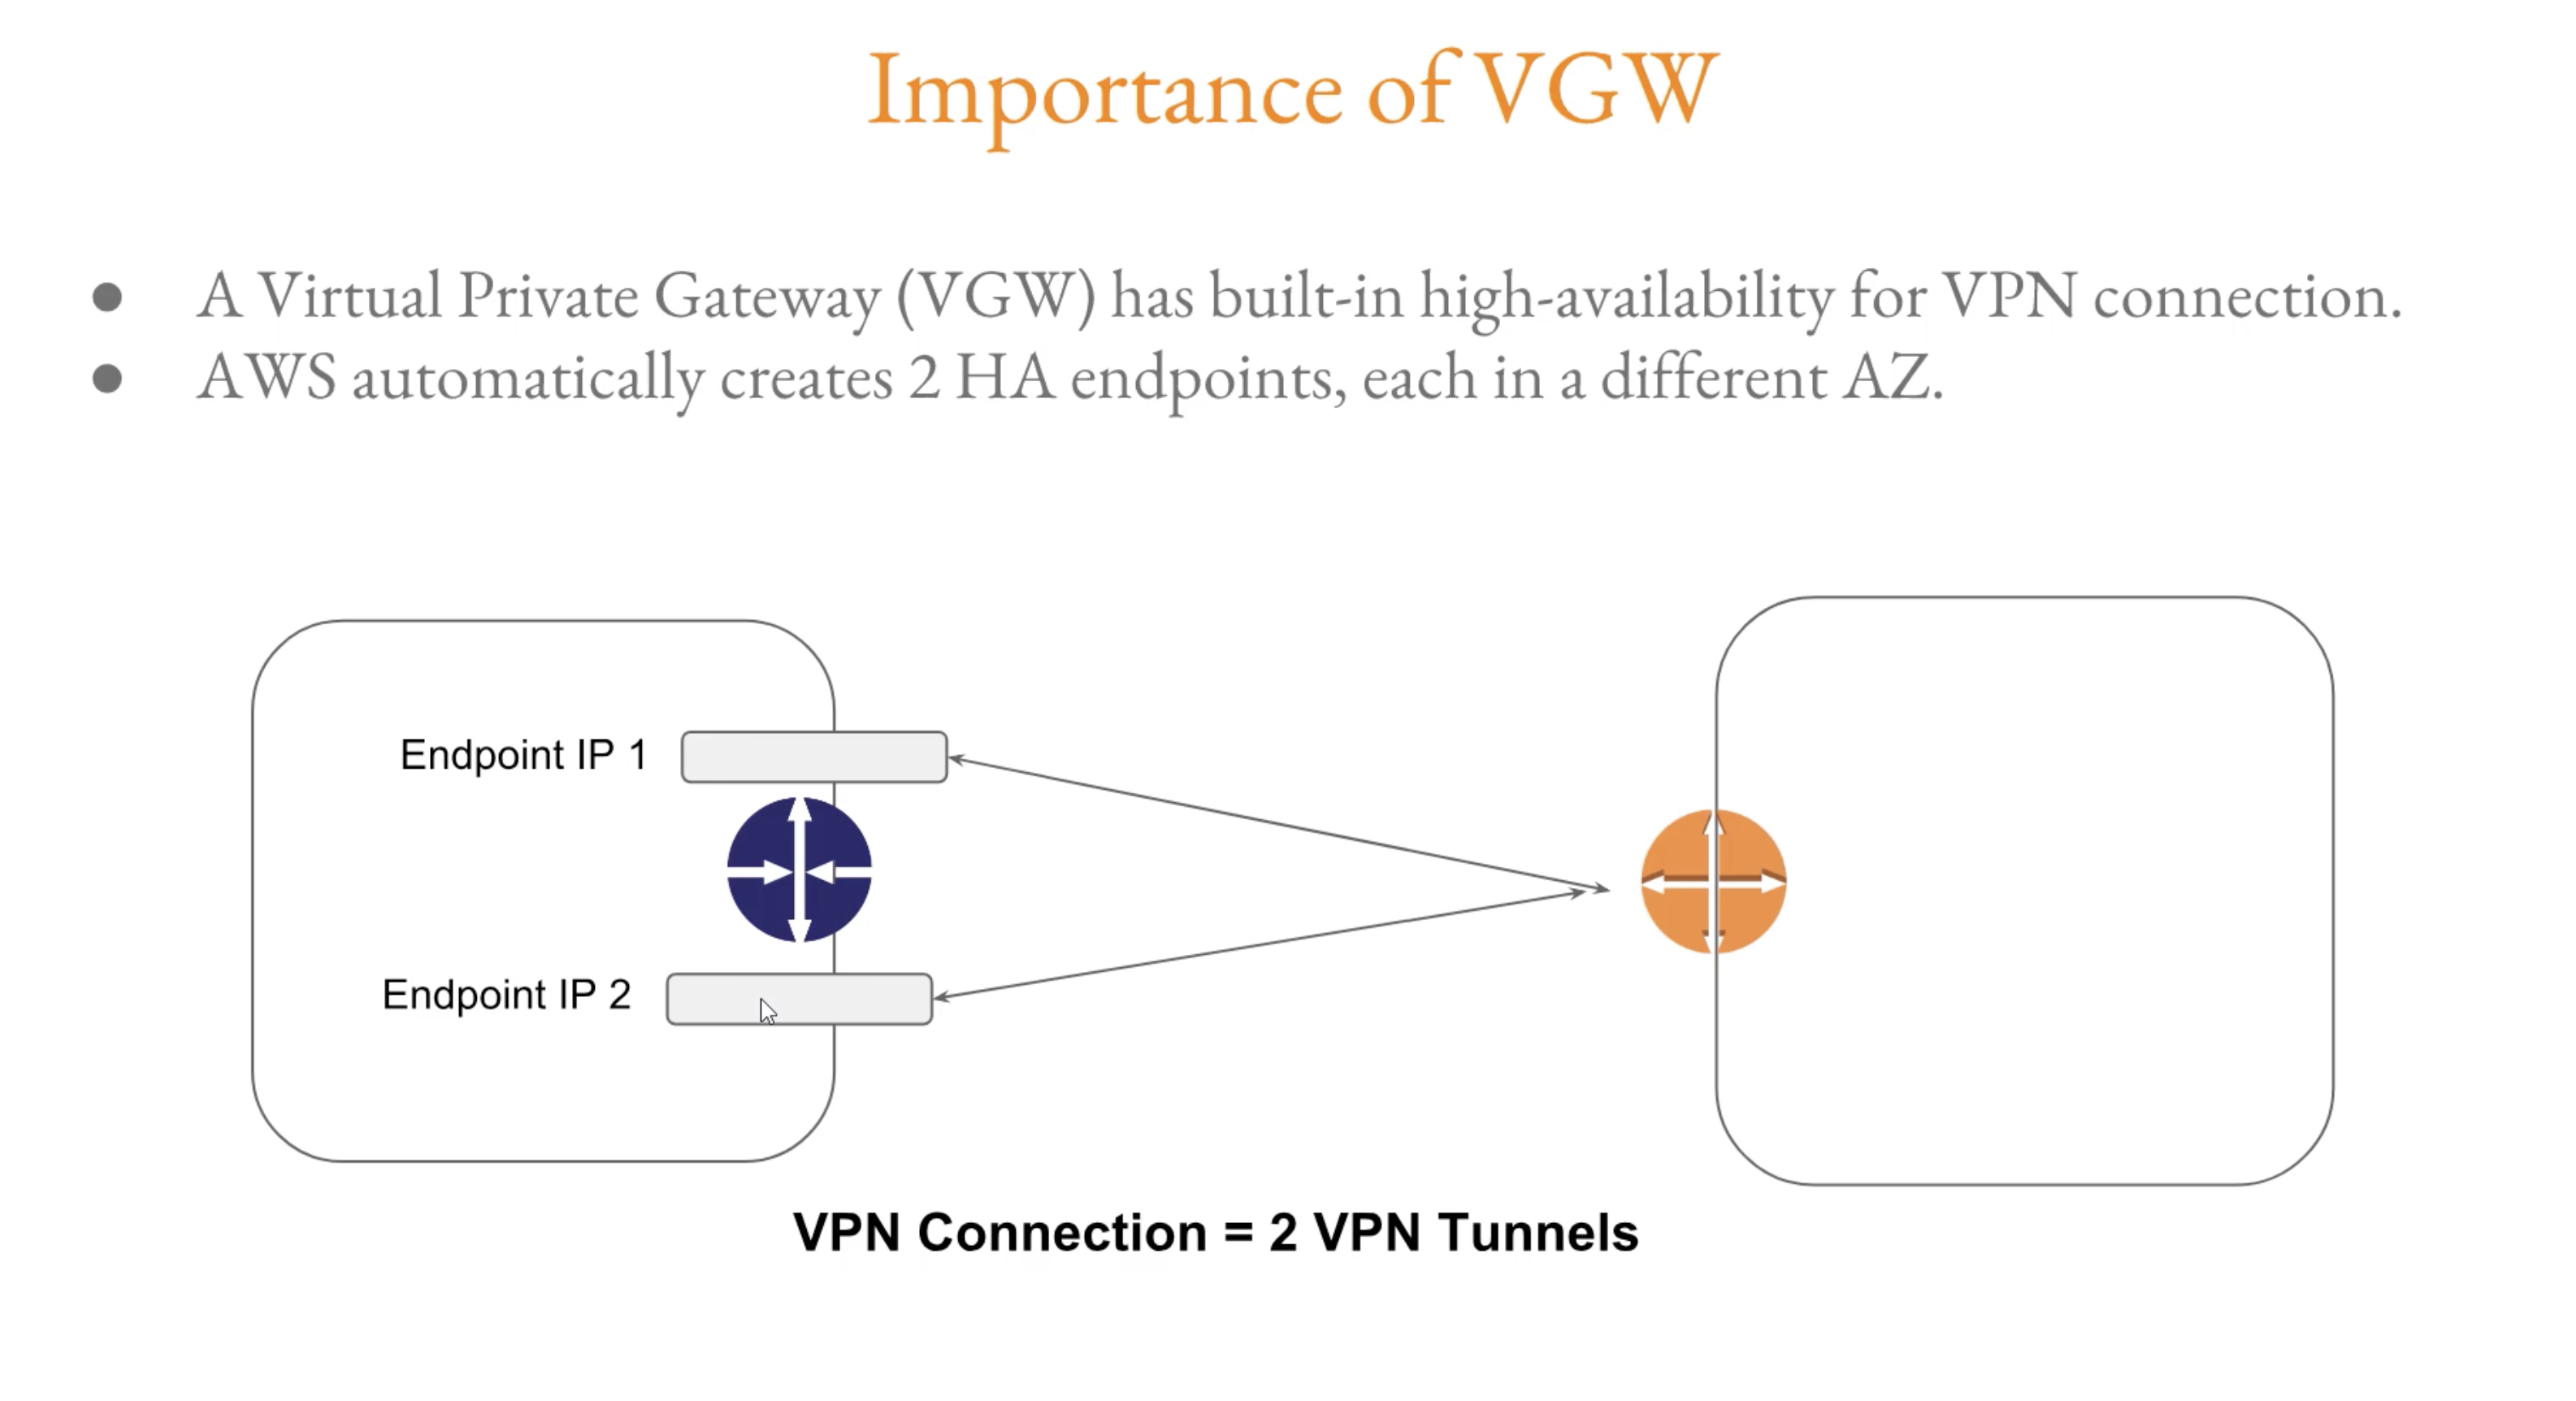 Importance of VGW
● A Virtual Private Gateway (VGW) has built-in high-availability for VPN connection.
● AWS automatically creates 2 HA endpoints, each in a different AZ.
Endpoint IP 1
Endpoint IP 2
VPN Connection = 2 VPN Tunnels